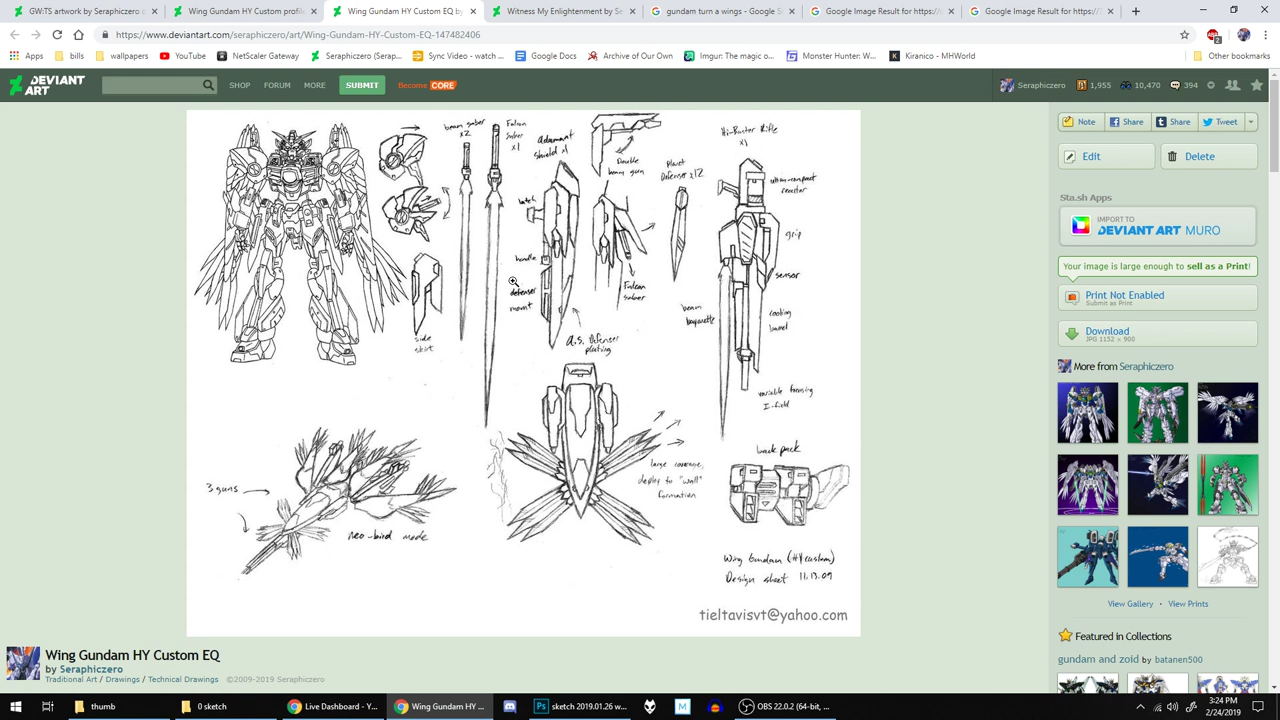 GW:TS artwork by seraphiczero c
Wing Gundam HY Custom profile
Wing Gundam HY Custom EQ by
Witness My Enlightenment by Se
gundam turn a wings - Google S
Google Image Result for https://
Google Image Result for https://
https://www.deviantart.com/seraphiczero/art/Wing-Gundam-HY-Custom-EQ-147482406
2
Apps
bills
wallpapers
YouTube
NetScaler Gateway
Seraphiczero (Serap...
Sync Video - watch ...
Google Docs
Archive of Our Own
Imgur: The magic o...
Monster Hunter: W...
Kiranico - MHWorld
Other bookmarks
DEVIANT ART
SHOP
FORUM
MORE
SUBMIT
Become CORE
Seraphiczero
1,955
10,470
394
beam saber
x2
Falcon
Saber
x1
Adamant
shield x1
Double
beam gun
Planet
Defenser x12
Hi-Buster Rifle
x1
ultra-compact
reactor
latch
grip
handle
sensor
defenser
mount
Falcon
saber
beam
bayonette
cooling
barrel
side
skirt
a.s. Defenser
plating
variable focusing
I-field
3 guns
neo-bird mode
large coverage,
deploy to "wall"
formation
back pack
Wing Gundam (HY custom)
Design sheet 11.13.09
tieltavisvt@yahoo.com
Note
Share
Share
Tweet
Edit
Delete
Sta.sh Apps
IMPORT TO
DEVIANT ART MURO
Your image is large enough to sell as a Print!
Print Not Enabled
Submit as Print
Download
JPG 1152 × 900
More from Seraphiczero
View Gallery · View Prints
Featured in Collections
gundam and zoid by batanen500
Wing Gundam HY Custom EQ
by Seraphiczero
Traditional Art / Drawings / Technical Drawings ©2009-2019 Seraphiczero
thumb
0 sketch
Live Dashboard - Y...
Wing Gundam HY ...
Ps
sketch 2019.01.26 w...
M
OBS 22.0.2 (64-bit, ...
3:24 PM
2/24/2019